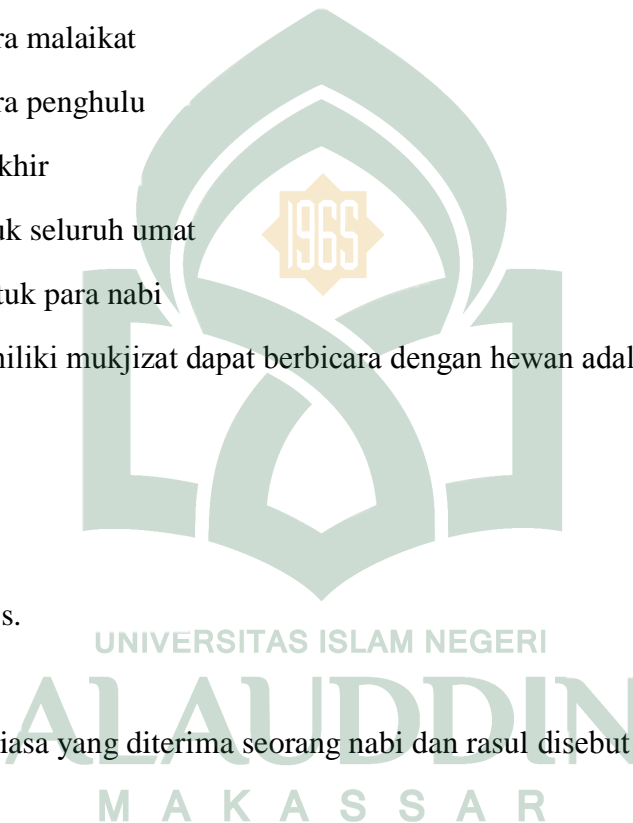 ra malaikat
ra penghulu
khir
uk seluruh umat
1965
tuk para nabi
niliki mukjizat dapat berbicara dengan hewan adal
s.
UNIVERSITAS ISLAM NEGERI
ALAUDDIN
iasa yang diterima seorang nabi dan rasul disebut
MAKASSAR